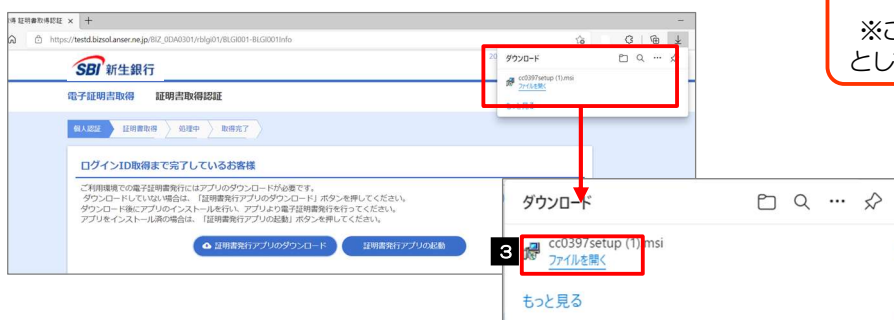 得 証明書取得認証
https://testd.bizsol.anser.ne.jp/BIZ_0DA0301/rblgi01/BLGI001-BLGI001Info
※こ
とし
SBI 新生銀行
20
ダウンロード
cc0397setup (1).msi
ファイルを開く
もっと見る
電子証明書取得 証明書取得認証
個人認証
証明書取得
処理中
取得完了
ログインID取得まで完了しているお客様
ご利用環境での電子証明書発行にはアプリのダウンロードが必要です。
ダウンロードしていない場合は、「証明書発行アプリのダウンロード」ボタンを押してください。
ダウンロード後にアプリのインストールを行い、アプリより電子証明書発行を行ってください。
アプリをインストール済の場合は、「証明書発行アプリの起動」ボタンを押してください。
証明書発行アプリのダウンロード
証明書発行アプリの起動
ダウンロード
3
cc0397setup (1).msi
ファイルを開く
もっと見る